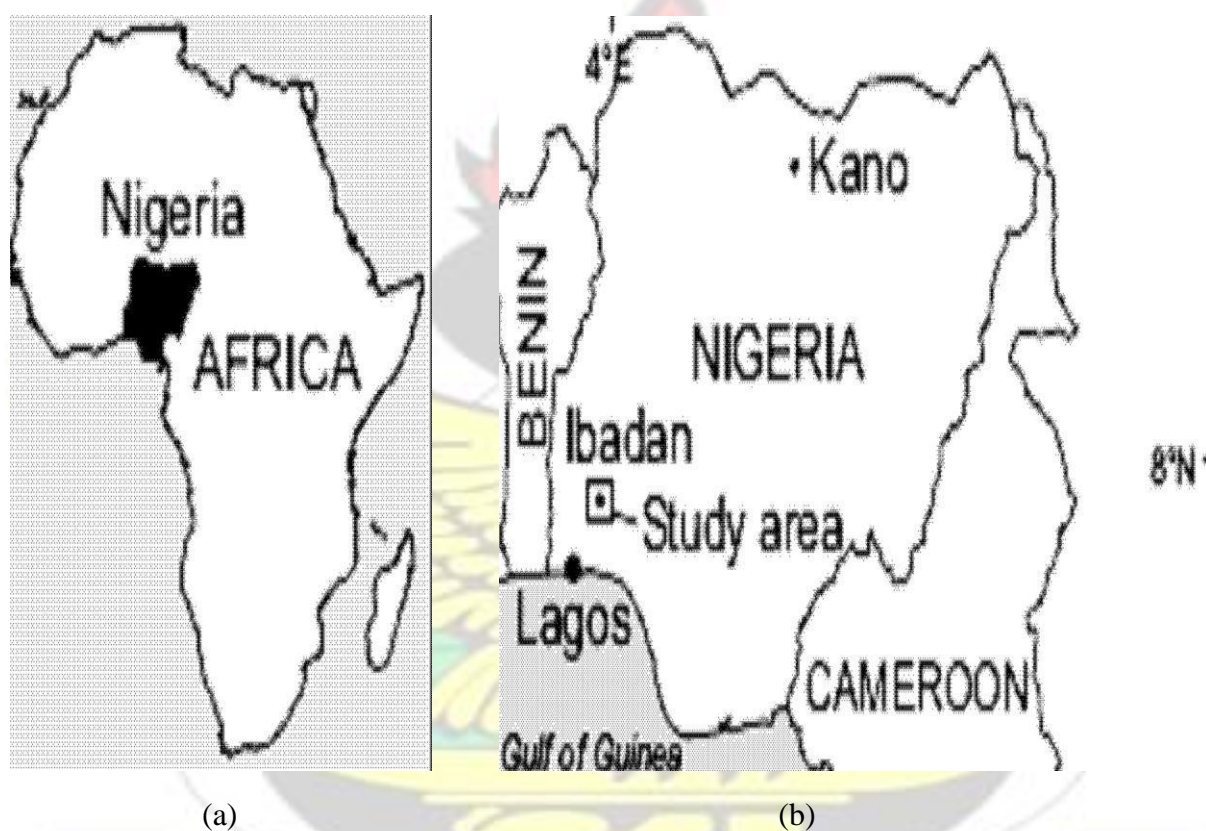 Nigeria
AFRICA
(a)
4°E
Kano
BENIN
NIGERIA
Ibadan
Study area
8°N
Lagos
CAMEROON
Gulf of Guinea
(b)